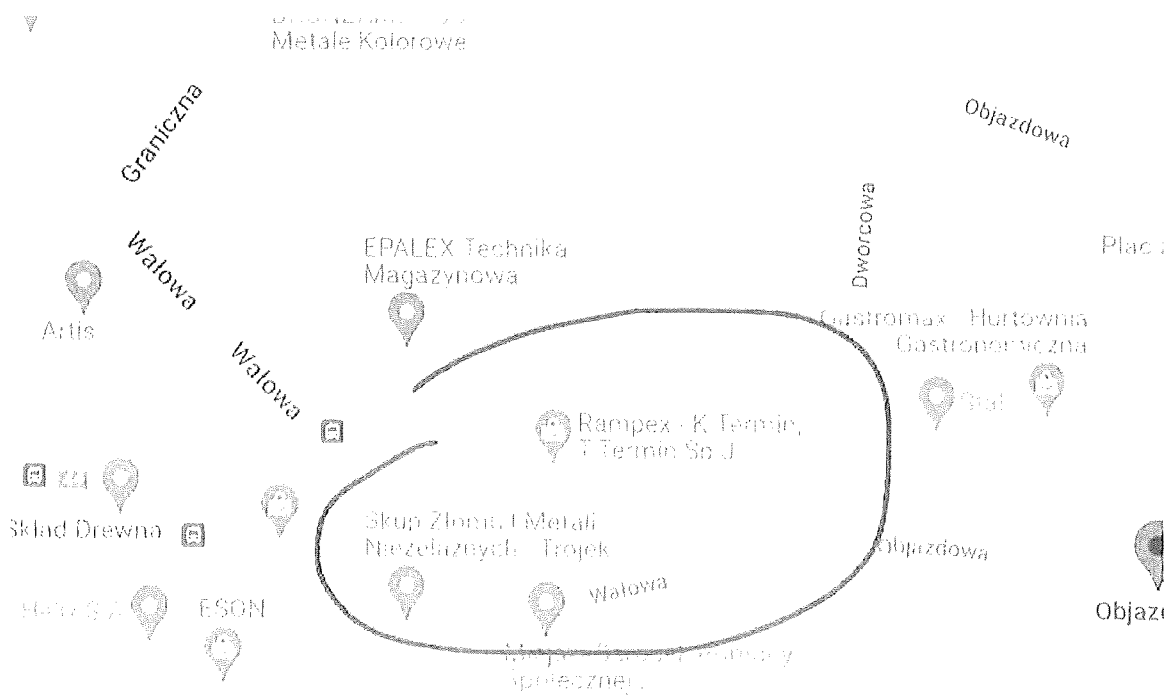 Metale Kolorowe
Graniczna
Objazdowa
Dworcowa
Wałowa
EPALEX Technika
Magazynowa
Plac
Artis
Gastromax - Hurtownia
Gastronomiczna
Wałowa
Rampex - K Termin,
T Termin Sp J
Skład Drewna
Skup Złomu I Metali
Nieżelaznych - Trojek
Objazdowa
Wałowa
ESON
Społecznej